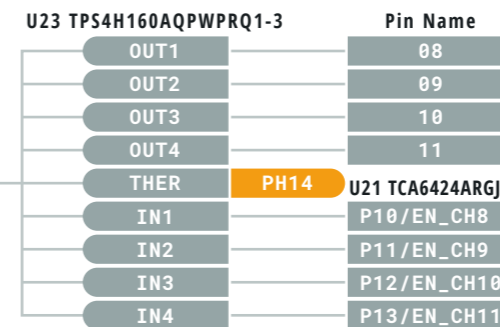 U23 TPS4H160AQPWPRQ1-3 Pin Name
OUT1 08
OUT2 09
OUT3 10
OUT4 11
THER PH14 U21 TCA6424ARGJ
IN1 P10/EN_CH8
IN2 P11/EN_CH9
IN3 P12/EN_CH10
IN4 P13/EN_CH11